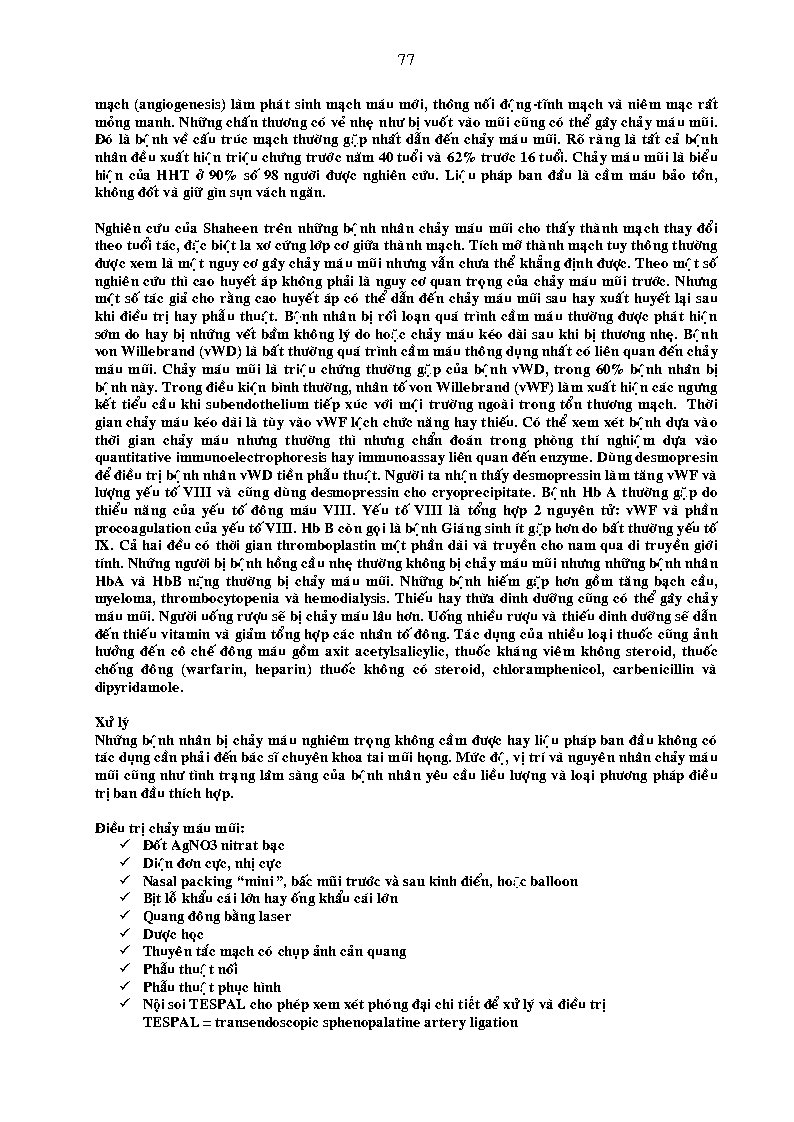 77
mạch (angiogenesis) làm phát sinh mạch máu mới, thông nối động-tĩnh mạch và niêm mạc rất
mỏng manh. Những chấn thương có vẻ nhẹ như bị vuốt vào mũi cũng có thể gây chảy máu mũi.
Đó là bệnh về cấu trúc mạch thường gặp nhất dẫn đến chảy máu mũi. Rõ ràng là tất cả bệnh
nhân đều xuất hiện triệu chứng trước năm 40 tuổi và 62% trước 16 tuổi. Chảy máu mũi là biểu
hiện của HHT ở 90% số 98 người được nghiên cứu. Liệu pháp ban đầu là cầm máu bảo tồn,
không đốt và giữ gìn sụn vách ngăn.
Nghiên cứu của Shaheen trên những bệnh nhân chảy máu mũi cho thấy thành mạch thay đổi
theo tuổi tác, đặc biệt la xơ cứng lớp cơ giữa thành mạch. Tích mỡ thành mạch tuy thông thường
được xem là một nguy cơ gây chảy máu mũi nhưng vẫn chưa thể khẳng định được. Theo một số
nghiên cứu thì cao huyết áp không phải là nguy cơ quan trọng của chảy máu mũi trước. Nhưng
một số tác giả cho rằng cao huyết áp có thể dẫn đến chảy máu mũi sau hay xuất huyết lại sau
khi điều trị hay phẫu thuật. Bệnh nhân bị rối loạn quá trình cầm máu thường được phát hiện
sớm do hay bị những vết bầm không lý do hoặc chảy máu kéo dài sau khi bị thương nhẹ. Bệnh
von Willebrand (vWD) là bất thường quá trình cầm máu thông dụng nhất có liên quan đến chảy
máu mũi. Chảy máu mũi là triệu chứng thường gặp của bệnh vWD, trong 60% bệnh nhân bị
bệnh này. Trong điều kiện bình thường, nhân tố von Willebrand (vWF) làm xuất hiện các ngưng
kết tiểu cầu khi subendothelium tiếp xúc với môi trường ngoài trong tổn thương mạch. Thời
gian chảy máu kéo dài là tùy vào vWF lệch chức năng hay thiếu. Có thể xem xét bệnh dựa vào
thời gian chảy máu nhưng thường thì nhưng chẩn đoán trong phòng thí nghiệm dựa vào
quantitative immunoelectrophoresis hay immunoassay liên quan đến enzyme. Dùng desmopresin
để điều trị bệnh nhân vWD tiền phẫu thuật. Người ta nhận thấy desmopressin làm tăng vWF và
lượng yếu tố VIII và cũng dùng desmopressin cho cryoprecipitate. Bệnh Hb A thường gặp do
thiểu năng của yếu tố đông máu VIII. Yếu tố VIII là tổng hợp 2 nguyên tử: vWF và phần
procoagulation của yếu tố VIII. Hb B còn gọi là bệnh Giáng sinh ít gặp hơn do bất thường yếu tố
IX. Cả hai đều có thời gian thromboplastin một phần dài và truyền cho nam qua di truyền giới
tính. Những người bị bệnh hồng cầu nhẹ thường không bị chảy máu mũi nhưng những bệnh nhân
HbA và HbB nặng thường bị chảy máu mũi. Những bệnh hiếm gặp hơn gồm tăng bạch cầu,
myeloma, thrombocytopenia và hemodialysis. Thiếu hay thừa dinh dưỡng cũng có thể gây chảy
máu mũi. Người uống rượu sẽ bị chảy máu lâu hơn. Uống nhiều rượu và thiếu dinh dưỡng sẽ dẫn
đến thiếu vitamin và giảm tổng hợp các nhân tố đông. Tác dụng của nhiều loại thuốc cũng ảnh
hưởng đến cô chế đông máu gồm axit acetylsalicylic, thuốc kháng viêm không steroid, thuốc
chống đông (warfarin, heparin) thuốc không có steroid, chloramphenicol, carbenicillin và
dipyridamole.
Xử lý
Những bệnh nhân bị chảy máu nghiêm trọng không cầm được hay liệu pháp ban đầu không có
tác dụng cần phải đến bác sĩ chuyên khoa tai mũi họng. Mức độ, vị trí và nguyên nhân chảy máu
mũi cũng như tình trạng lâm sàng của bệnh nhân yêu cầu liều lượng và loại phương pháp điều
trị ban đầu thích hợp.
Điều trị chảy máu mũi:
✓ Đốt AgNO3 nitrat bạc
✓ Diện đơn cực, nhị cực
✓ Nasal packing “mini”, bấc mũi trước và sau kinh điển, hoặc balloon
✓ Bịt lỗ khẩu cái lớn hay ống khẩu cái lớn
✓ Quang đông bằng laser
✓ Dược học
✓ Thuyên tắc mạch có chụp ảnh cản quang
✓ Phẫu thuật nối
✓ Phẫu thuật phục hình
✓ Nội soi TESPAL cho phép xem xét phóng đại chi tiết để xử lý và điều trị
TESPAL = transendoscopic sphenopalatine artery ligation